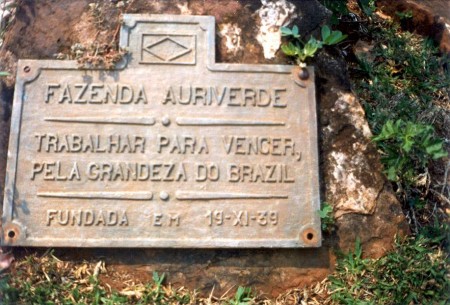 FAZENDA AURIVERDE
TRABALHAR PARA VENCER,
PELA GRANDEZA DO BRAZIL
FUNDADA EM 19-XI-39